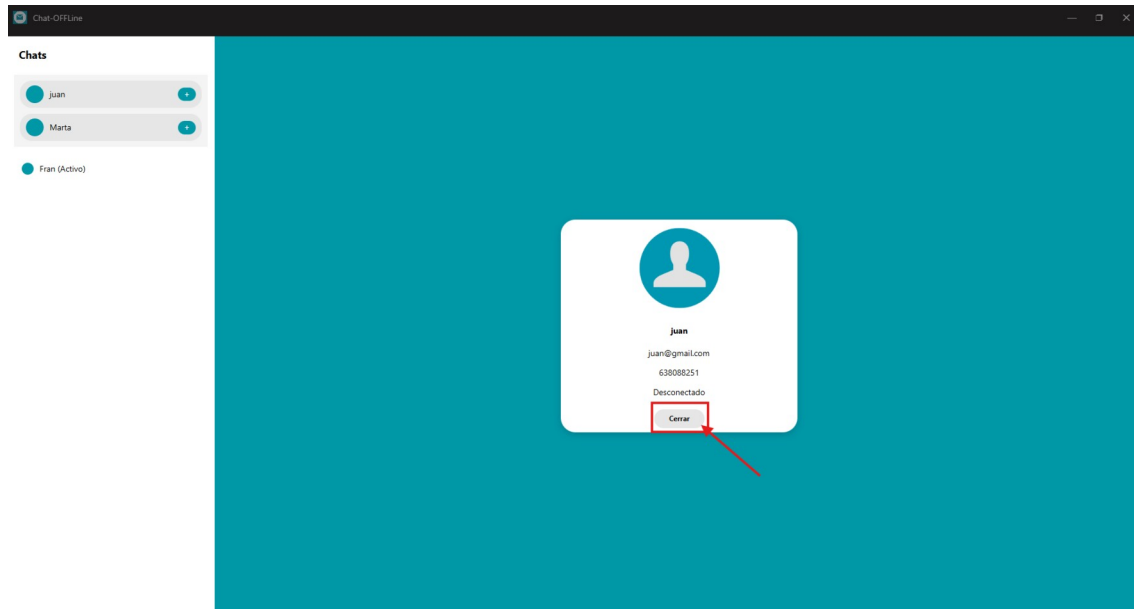 Chat-OFFLine
Chats
juan
+
Marta
+
Fran (Activo)
juan
juan@gmail.com
638088251
Desconectado
Cerrar